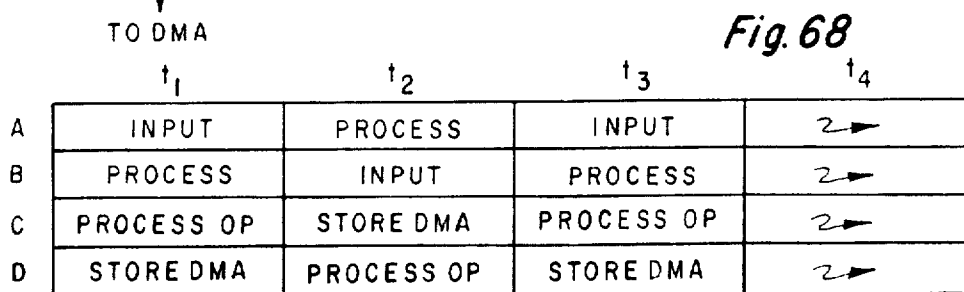 TO DMA
Fig. 68
t1 t2 t3 t4
A INPUT PROCESS INPUT
B PROCESS INPUT PROCESS
C PROCESS OP STORE DMA PROCESS OP
D STORE DMA PROCESS OP STORE DMA